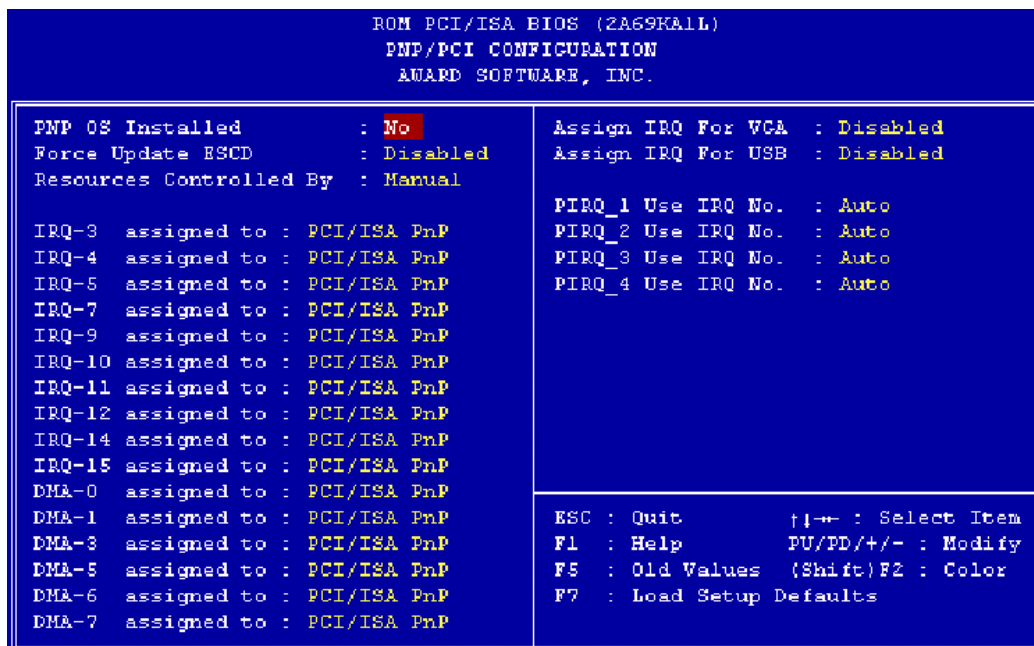 ROM PCI/ISA BIOS (2A69KA1L)
PNP/PCI CONFIGURATION
AWARD SOFTWARE, INC.
PNP OS Installed : No
Force Update ESCD : Disabled
Resources Controlled By : Manual
IRQ-3 assigned to : PCI/ISA PnP
IRQ-4 assigned to : PCI/ISA PnP
IRQ-5 assigned to : PCI/ISA PnP
IRQ-7 assigned to : PCI/ISA PnP
IRQ-9 assigned to : PCI/ISA PnP
IRQ-10 assigned to : PCI/ISA PnP
IRQ-11 assigned to : PCI/ISA PnP
IRQ-12 assigned to : PCI/ISA PnP
IRQ-14 assigned to : PCI/ISA PnP
IRQ-15 assigned to : PCI/ISA PnP
DMA-0 assigned to : PCI/ISA PnP
DMA-1 assigned to : PCI/ISA PnP
DMA-3 assigned to : PCI/ISA PnP
DMA-5 assigned to : PCI/ISA PnP
DMA-6 assigned to : PCI/ISA PnP
DMA-7 assigned to : PCI/ISA PnP
Assign IRQ For VGA : Disabled
Assign IRQ For USB : Disabled
PIRQ_1 Use IRQ No. : Auto
PIRQ_2 Use IRQ No. : Auto
PIRQ_3 Use IRQ No. : Auto
PIRQ_4 Use IRQ No. : Auto
ESC : Quit ↑↓→← : Select Item
F1 : Help PU/PD/+/- : Modify
F5 : Old Values (Shift)F2 : Color
F7 : Load Setup Defaults